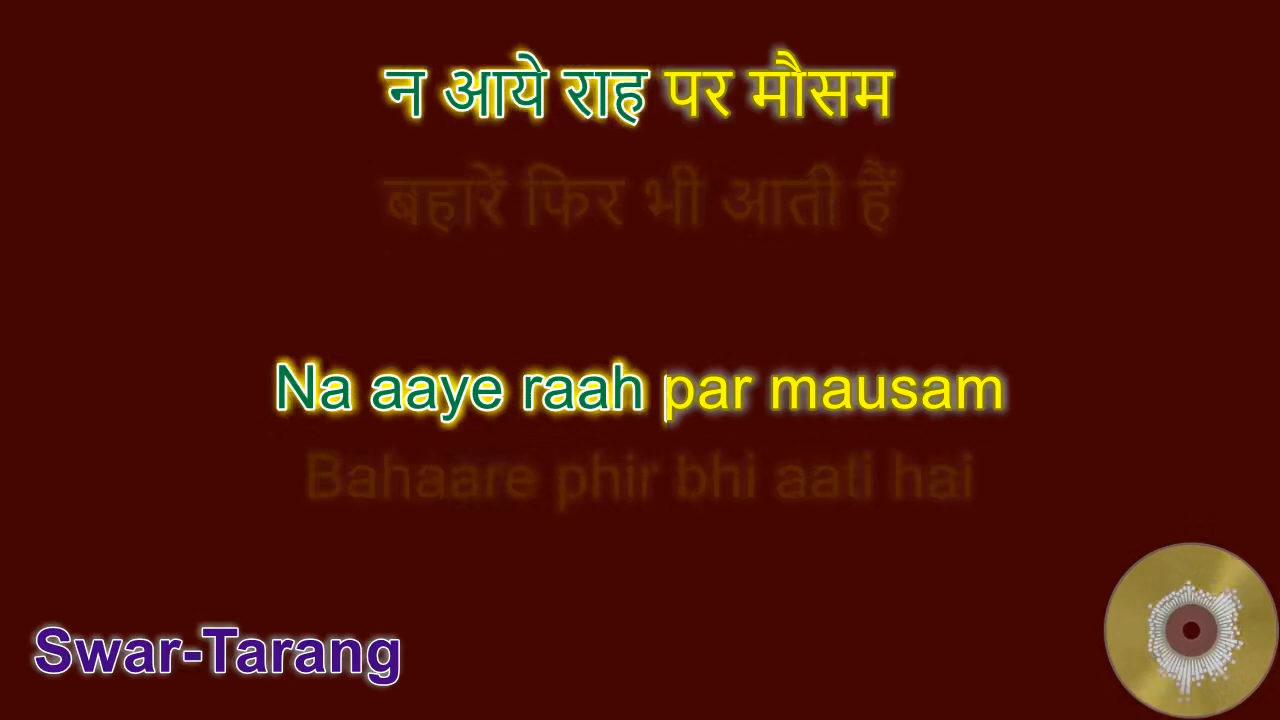 न आये राह पर मौसम
बहारें फिर भी आती हैं
Na aaye raah par mausam
Bahaare phir bhi aati hai
Swar-Tarang